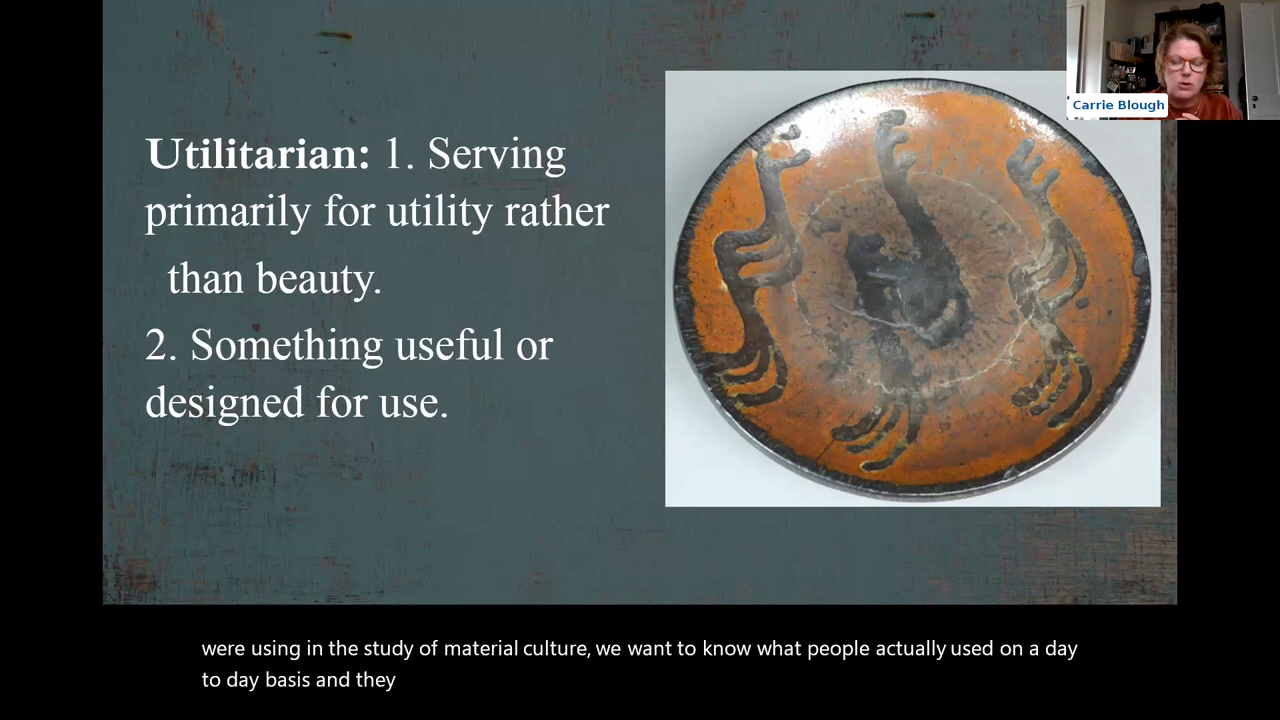 Carrie Blough
Utilitarian: 1. Serving
primarily for utility rather
than beauty.
2. Something useful or
designed for use.
were using in the study of material culture, we want to know what people actually used on a day
to day basis and they